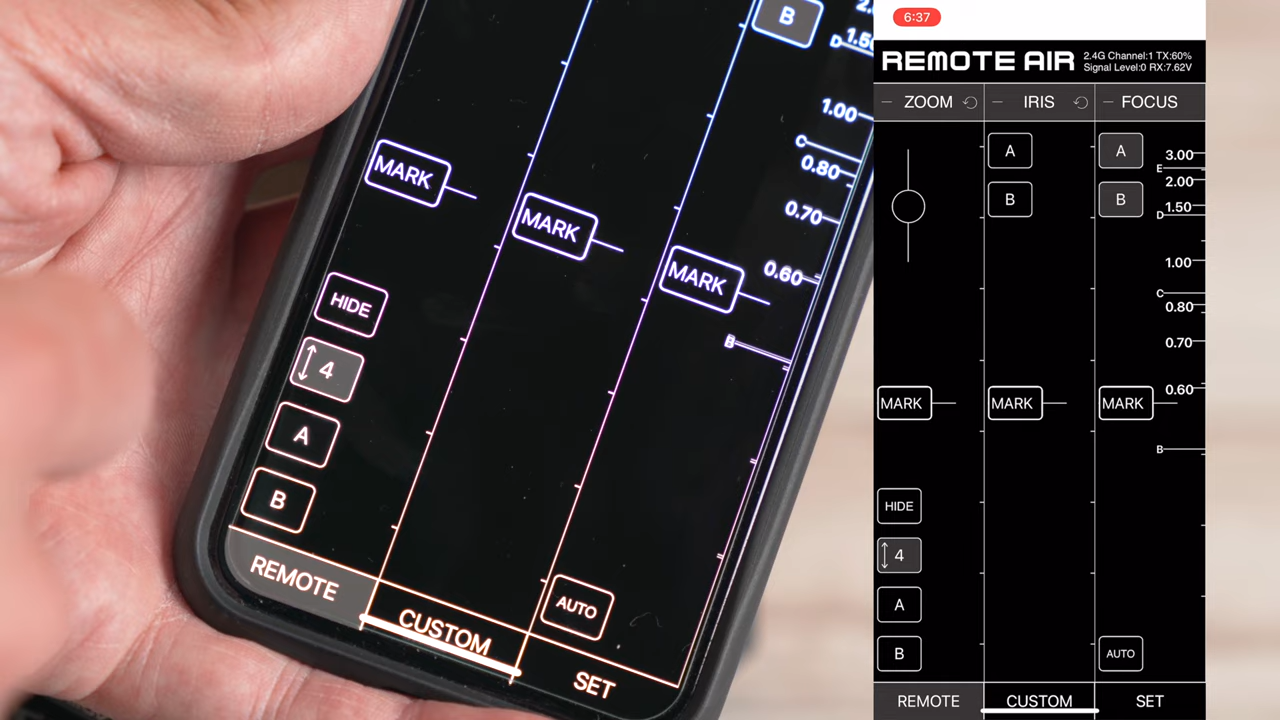 B
2.
D
1.50
1.00
C
0.80
0.70
MARK
MARK
MARK
0.60
B
HIDE
4
A
B
REMOTE
CUSTOM
AUTO
SET
6:37
REMOTE AIR
2.4G Channel:1 TX:60%
Signal Level:0 RX:7.62V
ZOOM
IRIS
FOCUS
A
A
3.00
E
2.00
B
B
1.50
D
1.00
C
0.80
0.70
0.60
MARK
MARK
MARK
B
HIDE
4
A
B
AUTO
REMOTE
CUSTOM
SET